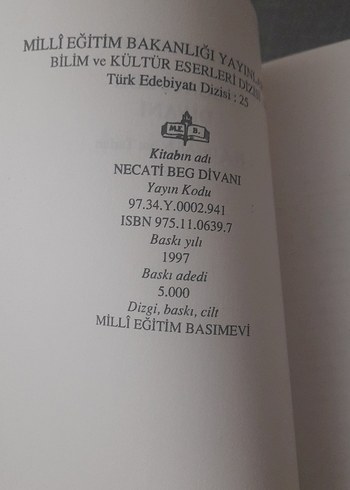 MİLLÎ EĞİTİM BAKANLIĞI YAYINLA
BİLİM ve KÜLTÜR ESERLERİ DİZİ
Türk Edebiyatı Dizisi : 25
M.E. B.
Kitabın adı
NECATİ BEG DİVANI
Yayın Kodu
97.34.Y.0002.941
ISBN 975.11.0639.7
Baskı yılı
1997
Baskı adedi
5.000
Dizgi, baskı, cilt
MİLLÎ EĞİTİM BASIMEVİ